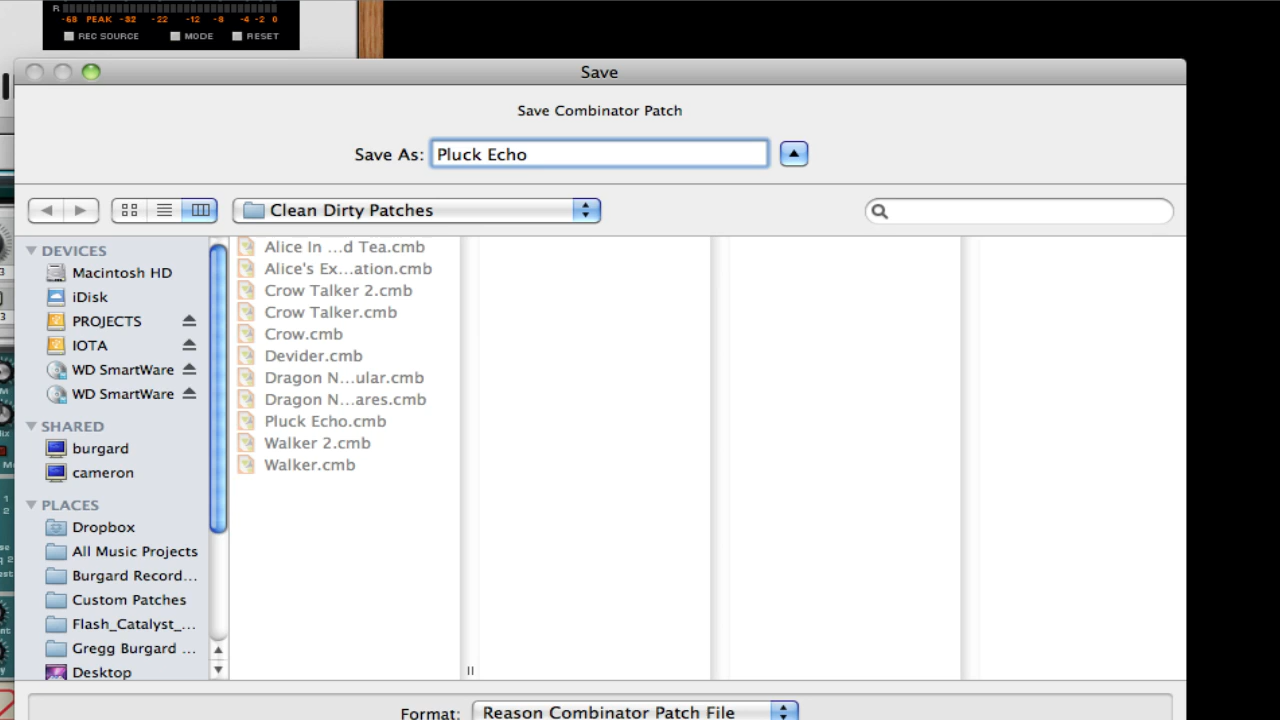 R
-68 PEAK -32 -22 -12 -8 -4 -2 0
REC SOURCE MODE RESET
Save
Save Combinator Patch
Save As: Pluck Echo
Clean Dirty Patches
DEVICES
Macintosh HD
iDisk
PROJECTS
IOTA
WD SmartWare
WD SmartWare
SHARED
burgard
cameron
PLACES
Dropbox
All Music Projects
Burgard Record...
Custom Patches
Flash_Catalyst_...
Gregg Burgard ...
Desktop
Alice In ...d Tea.cmb
Alice's Ex...ation.cmb
Crow Talker 2.cmb
Crow Talker.cmb
Crow.cmb
Devider.cmb
Dragon N...ular.cmb
Dragon N...ares.cmb
Pluck Echo.cmb
Walker 2.cmb
Walker.cmb
Format: Reason Combinator Patch File